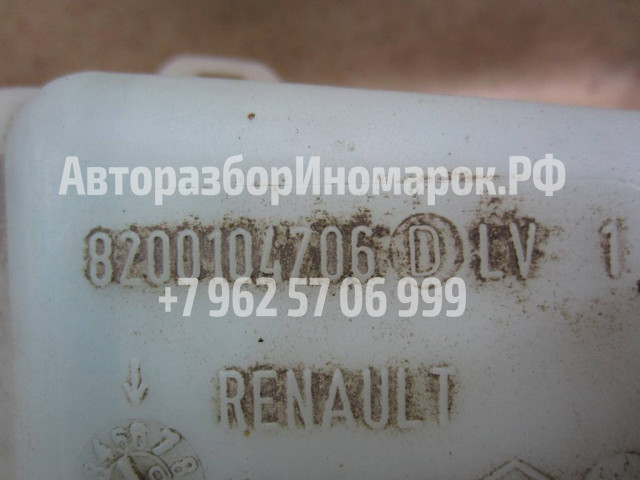 АвторазборИномарок.РФ
8200104706 D LV 1
+7 962 57 06 999
RENAULT